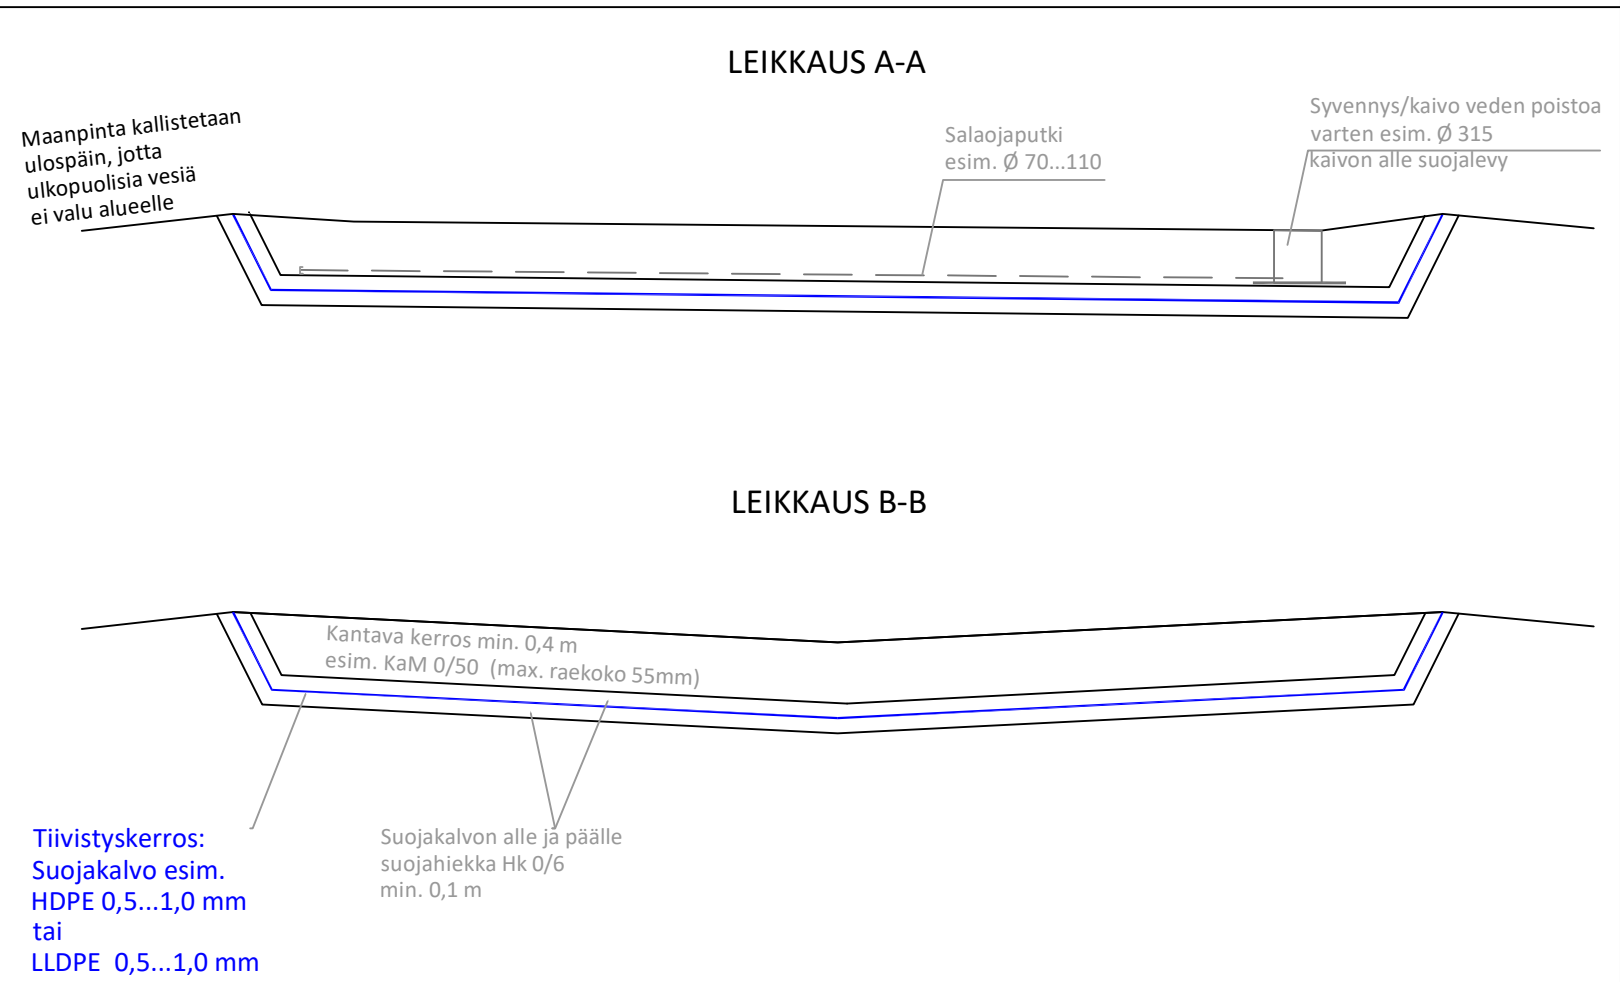 LEIKKAUS A-A
Maanpinta kallistetaan
ulospäin, jotta
ulkopuolisia vesiä
ei valu alueelle
Salaojaputki
esim. Ø 70...110
Syvennys/kaivo veden poistoa
varten esim. Ø 315
kaivon alle suojalevy
LEIKKAUS B-B
Kantava kerros min. 0,4 m
esim. KaM 0/50 (max. raekoko 55mm)
Tiivistyskerros:
Suojakalvo esim.
HDPE 0,5...1,0 mm
tai
LLDPE 0,5...1,0 mm
Suojakalvon alle ja päälle
suojahiekka Hk 0/6
min. 0,1 m